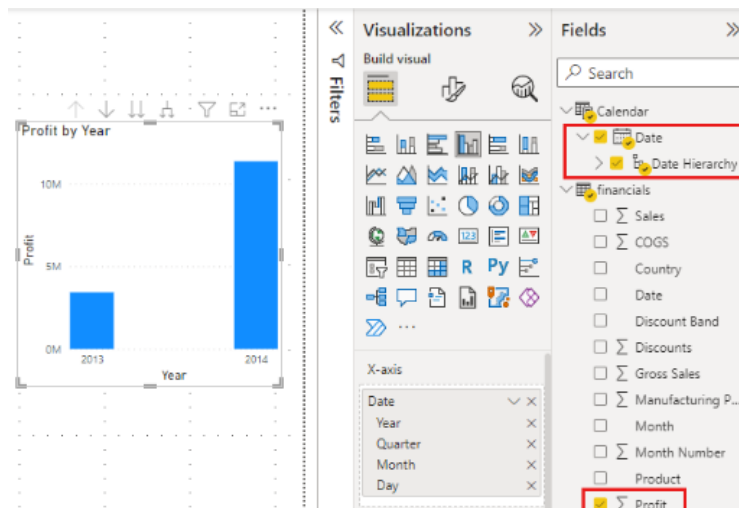 Profit by Year
10M
5M
0M
Profit
2013
2014
Year
Filters
Visualizations
Build visual
123
R
Py
X-axis
Date
Year
Quarter
Month
Day
Fields
Search
Calendar
Date
Date Hierarchy
financials
Sales
COGS
Country
Date
Discount Band
Discounts
Gross Sales
Manufacturing P...
Month
Month Number
Product
Profit